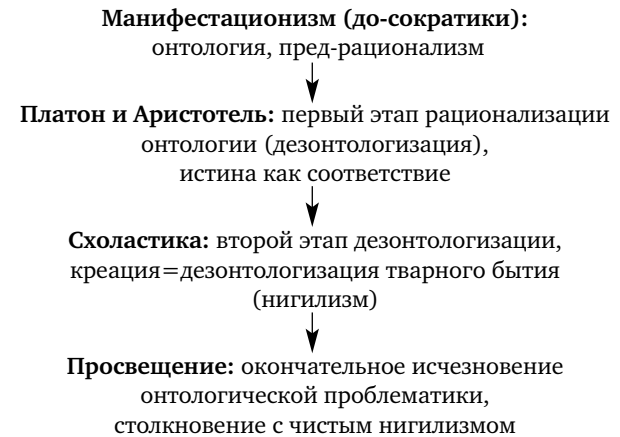 Манифестационизм (до-сократики):
онтология, пред-рационализм
Платон и Аристотель: первый этап рационализации
онтологии (дезонтологизация),
истина как соответствие
Схоластика: второй этап дезонтологизации,
креация=дезонтологизация тварного бытия
(нигилизм)
Просвещение: окончательное исчезновение
онтологической проблематики,
столкновение с чистым нигилизмом